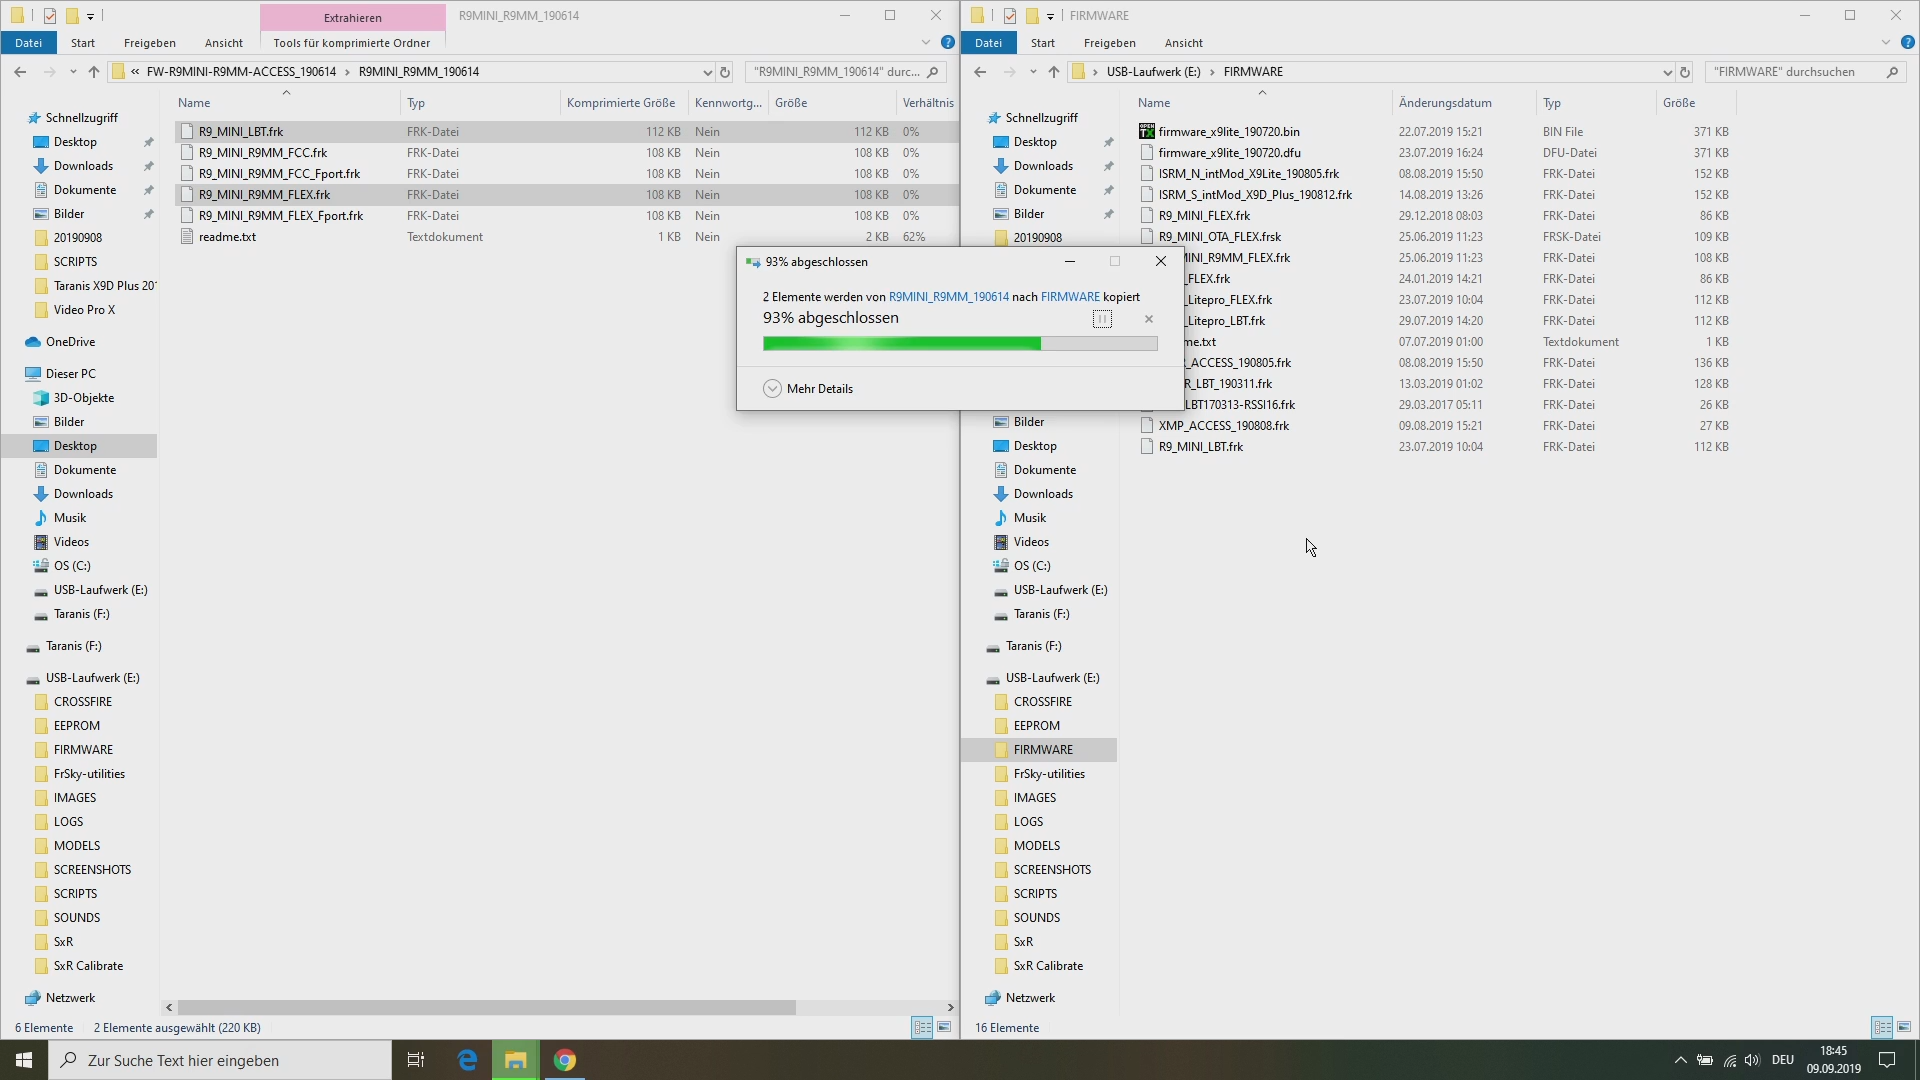 Extrahieren
R9MINI_R9MM_190614
Datei Start Freigeben Ansicht Tools für komprimierte Ordner
« FW-R9MINI-R9MM-ACCESS_190614 › R9MINI_R9MM_190614
"R9MINI_R9MM_190614" durc...
Name Typ Komprimierte Größe Kennwortg... Größe Verhältnis
R9_MINI_LBT.frk FRK-Datei 112 KB Nein 112 KB 0%
R9_MINI_R9MM_FCC.frk FRK-Datei 108 KB Nein 108 KB 0%
R9_MINI_R9MM_FCC_Fport.frk FRK-Datei 108 KB Nein 108 KB 0%
R9_MINI_R9MM_FLEX.frk FRK-Datei 108 KB Nein 108 KB 0%
R9_MINI_R9MM_FLEX_Fport.frk FRK-Datei 108 KB Nein 108 KB 0%
readme.txt Textdokument 1 KB Nein 2 KB 62%
Schnellzugriff
Desktop
Downloads
Dokumente
Bilder
20190908
SCRIPTS
Taranis X9D Plus 201
Video Pro X
OneDrive
Dieser PC
3D-Objekte
Bilder
Desktop
Dokumente
Downloads
Musik
Videos
OS (C:)
USB-Laufwerk (E:)
Taranis (F:)
Taranis (F:)
USB-Laufwerk (E:)
CROSSFIRE
EEPROM
FIRMWARE
FrSky-utilities
IMAGES
LOGS
MODELS
SCREENSHOTS
SCRIPTS
SOUNDS
SxR
SxR Calibrate
Netzwerk
6 Elemente 2 Elemente ausgewählt (220 KB)
93% abgeschlossen
2 Elemente werden von R9MINI_R9MM_190614 nach FIRMWARE kopiert
93% abgeschlossen
Mehr Details
FIRMWARE
Datei Start Freigeben Ansicht
› USB-Laufwerk (E:) › FIRMWARE
"FIRMWARE" durchsuchen
Name Änderungsdatum Typ Größe
firmware_x9lite_190720.bin 22.07.2019 15:21 BIN File 371 KB
firmware_x9lite_190720.dfu 23.07.2019 16:24 DFU-Datei 371 KB
ISRM_N_intMod_X9Lite_190805.frk 08.08.2019 15:50 FRK-Datei 152 KB
ISRM_S_intMod_X9D_Plus_190812.frk 14.08.2019 13:26 FRK-Datei 152 KB
R9_MINI_FLEX.frk 29.12.2018 08:03 FRK-Datei 86 KB
R9_MINI_OTA_FLEX.frsk 25.06.2019 11:23 FRSK-Datei 109 KB
MINI_R9MM_FLEX.frk 25.06.2019 11:23 FRK-Datei 108 KB
_FLEX.frk 24.01.2019 14:21 FRK-Datei 86 KB
_Litepro_FLEX.frk 23.07.2019 10:04 FRK-Datei 108 KB
_Litepro_LBT.frk 29.07.2019 14:20 FRK-Datei 112 KB
me.txt 07.07.2019 01:00 Textdokument 1 KB
_ACCESS_190805.frk 08.08.2019 15:50 FRK-Datei 136 KB
R_LBT_190311.frk 13.03.2019 01:02 FRK-Datei 128 KB
LBT170313-RSSI16.frk 29.03.2017 05:11 FRK-Datei 26 KB
XMP_ACCESS_190808.frk 09.08.2019 15:21 FRK-Datei 27 KB
R9_MINI_LBT.frk 23.07.2019 10:04 FRK-Datei 112 KB
Schnellzugriff
Desktop
Downloads
Dokumente
Bilder
20190908
Bilder
Desktop
Dokumente
Downloads
Musik
Videos
OS (C:)
USB-Laufwerk (E:)
Taranis (F:)
Taranis (F:)
USB-Laufwerk (E:)
CROSSFIRE
EEPROM
FIRMWARE
FrSky-utilities
IMAGES
LOGS
MODELS
SCREENSHOTS
SCRIPTS
SOUNDS
SxR
SxR Calibrate
Netzwerk
16 Elemente
Zur Suche Text hier eingeben
DEU
18:45
09.09.2019